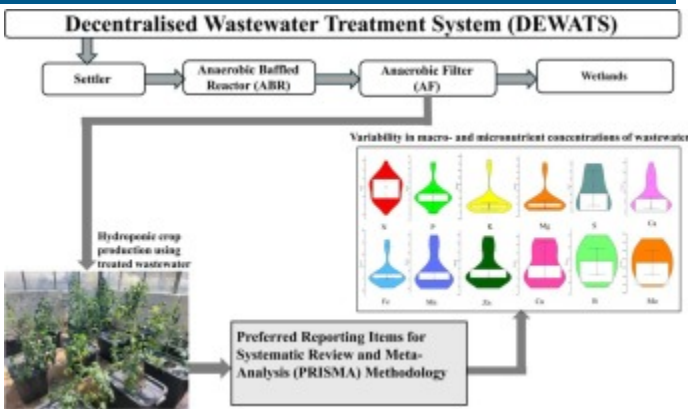 Decentralised Wastewater Treatment System (DEWATS)
Settler
Anaerobic Baffled
Reactor (ABR)
Anaerobic Filter
(AF)
Wetlands
Variability in macro- and micronutrient concentrations of wastewater
N P K Mg S Ca
Fe Mn Zn Cu B Mo
Hydroponic crop
production using
treated wastewater
Preferred Reporting Items for
Systematic Review and Meta-
Analysis (PRISMA) Methodology